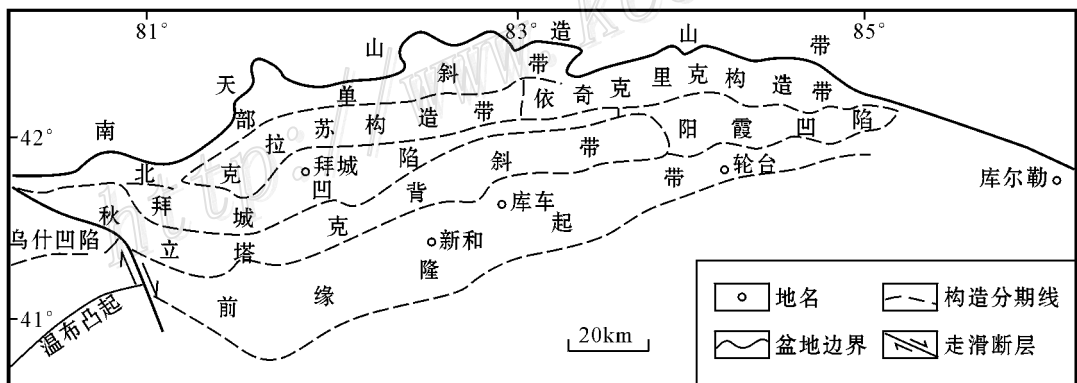 81°
83°
85°
南天山造山带
北部单斜带
克拉苏构造带
依奇克里克构造带
拜城凹陷
阳霞凹陷
秋立塔克背斜带
前缘隆起带
乌什凹陷
温布凸起
42°
41°
拜城
库车
新和
轮台
库尔勒
20km
地名
构造分期线
盆地边界
走滑断层
http://www.